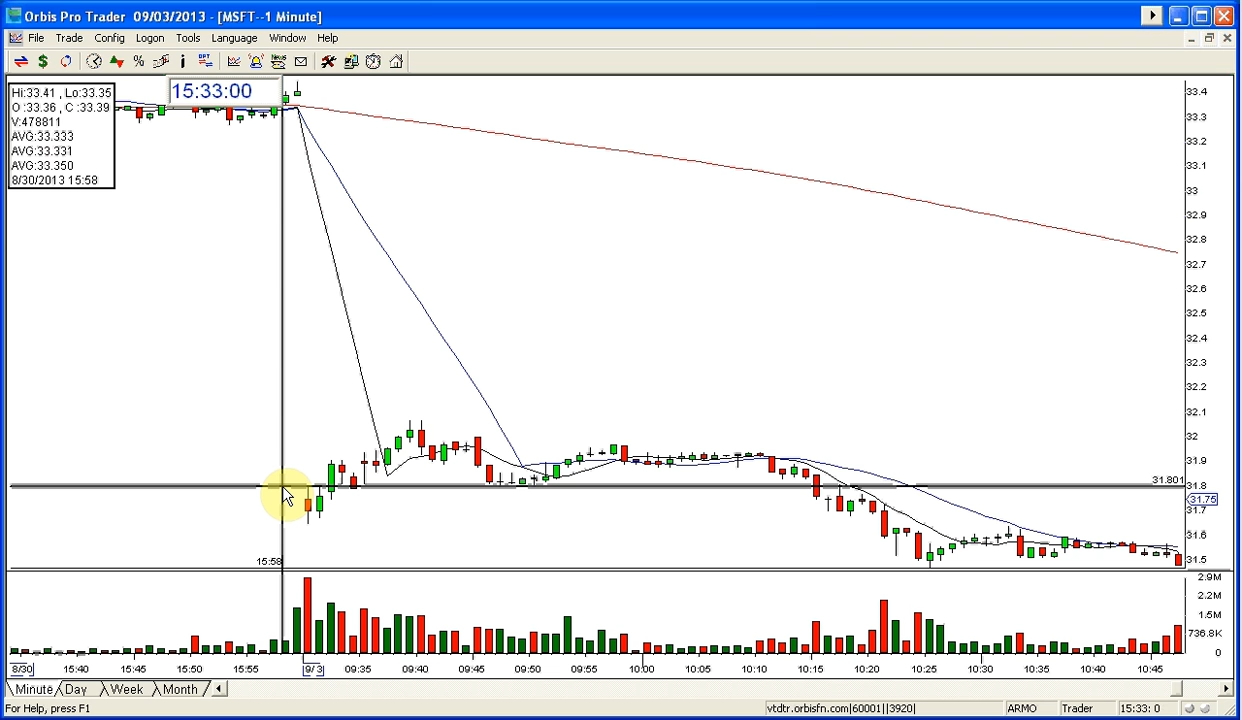 Orbis Pro Trader 09/03/2013 - [MSFT--1 Minute]
File Trade Config Logon Tools Language Window Help
15:33:00
Hi:33.41 , Lo:33.35
O :33.36 , C :33.39
V:478811
AVG:33.333
AVG:33.331
AVG:33.350
8/30/2013 15:58
33.4
33.3
33.2
33.1
33
32.9
32.8
32.7
32.6
32.5
32.4
32.3
32.2
32.1
32
31.9
31.801
31.8
31.75
31.7
31.6
31.5
15:58
2.9M
2.2M
1.5M
736.8K
0
8/30 15:40 15:45 15:50 15:55 9/ 3 09:35 09:40 09:45 09:50 09:55 10:00 10:05 10:10 10:15 10:20 10:25 10:30 10:35 10:40 10:45
Minute Day Week Month
For Help, press F1 vtdtr.orbisfn.com|60001||3920| ARMO Trader 15:33: 0